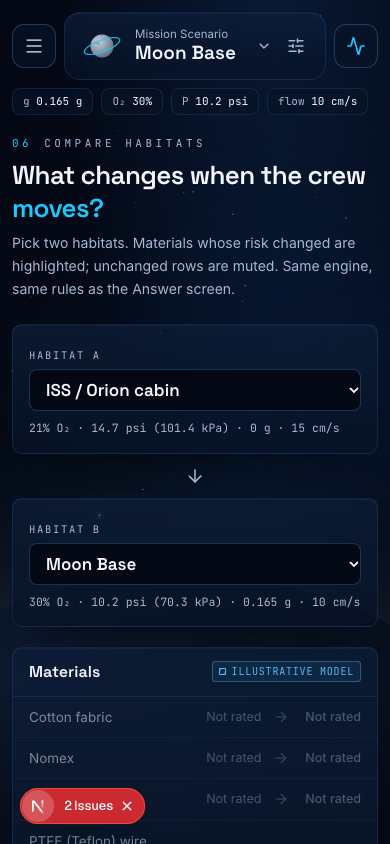 Mission Scenario
Moon Base
g 0.165 g
O₂ 30%
P 10.2 psi
flow 10 cm/s
06 COMPARE HABITATS
What changes when the crew
moves?
Pick two habitats. Materials whose risk changed are
highlighted; unchanged rows are muted. Same engine,
same rules as the Answer screen.
HABITAT A
ISS / Orion cabin
21% O₂ · 14.7 psi (101.4 kPa) · 0 g · 15 cm/s
HABITAT B
Moon Base
30% O₂ · 10.2 psi (70.3 kPa) · 0.165 g · 10 cm/s
Materials
ILLUSTRATIVE MODEL
Cotton fabric Not rated → Not rated
Nomex Not rated → Not rated
Not rated → Not rated
N 2 Issues
PTFE (Teflon) wire